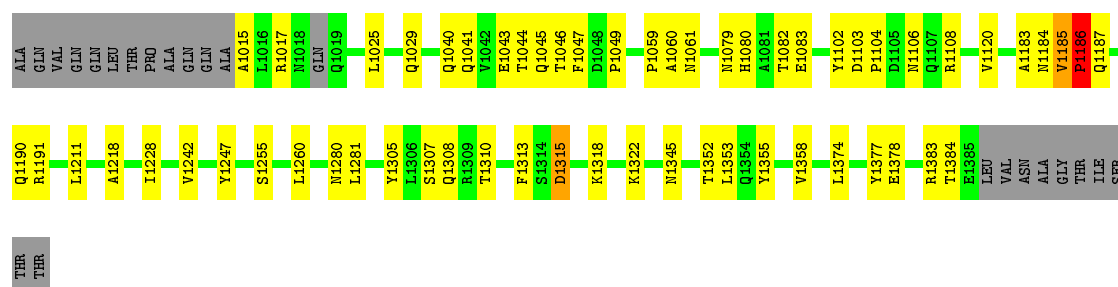 ALA GLN VAL GLN GLN LEU THR PRO ALA GLN GLN ALA A1015 L1016 R1017 N1018 GLN Q1019 L1025 Q1029 Q1040 Q1041 V1042 E1043 T1044 Q1045 T1046 F1047 D1048 P1049 P1059 A1060 N1061 N1079 H1080 A1081 T1082 E1083 Y1102 D1103 P1104 D1105 N1106 Q1107 R1108 V1120 A1183 N1184 V1185 P1186 Q1187
Q1190 R1191 L1211 A1218 I1228 V1242 Y1247 S1255 L1260 N1280 L1281 Y1305 L1306 S1307 Q1308 R1309 T1310 F1313 S1314 D1315 K1318 K1322 N1345 T1352 L1353 Q1354 Y1355 V1358 L1374 Y1377 E1378 R1383 T1384 E1385 LEU VAL ASN ALA GLY THR ILE SER
THR THR